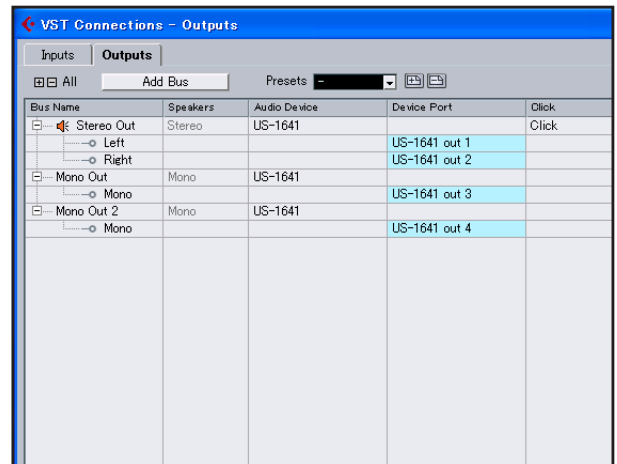 VST Connections - Outputs
Inputs Outputs
All Add Bus Presets -
Bus Name Speakers Audio Device Device Port Click
Stereo Out Stereo US-1641 Click
Left US-1641 out 1
Right US-1641 out 2
Mono Out Mono US-1641
Mono US-1641 out 3
Mono Out 2 Mono US-1641
Mono US-1641 out 4